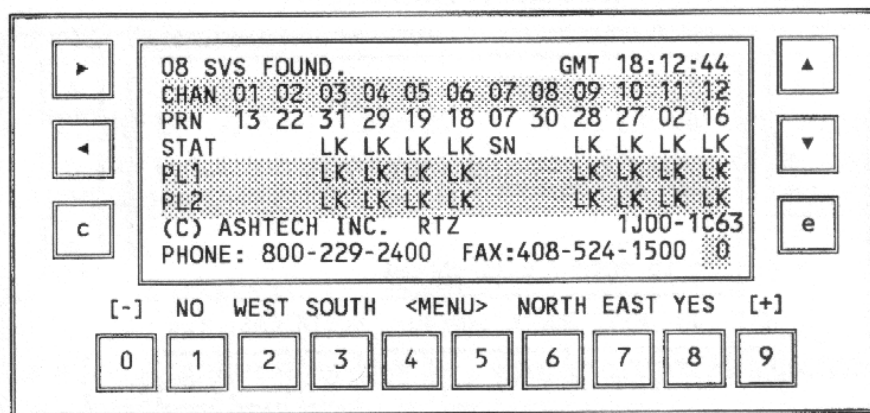 08 SVS FOUND. GMT 18:12:44
CHAN 01 02 03 04 05 06 07 08 09 10 11 12
PRN 13 22 31 29 19 18 07 30 28 27 02 16
STAT LK LK LK LK SN LK LK LK LK
PL1 LK LK LK LK LK LK LK LK
PL2 LK LK LK LK LK LK LK LK
(C) ASHTECH INC. RTZ 1J00-1C63
PHONE: 800-229-2400 FAX:408-524-1500 0
c
e
[-] NO WEST SOUTH <MENU> NORTH EAST YES [+]
0 1 2 3 4 5 6 7 8 9